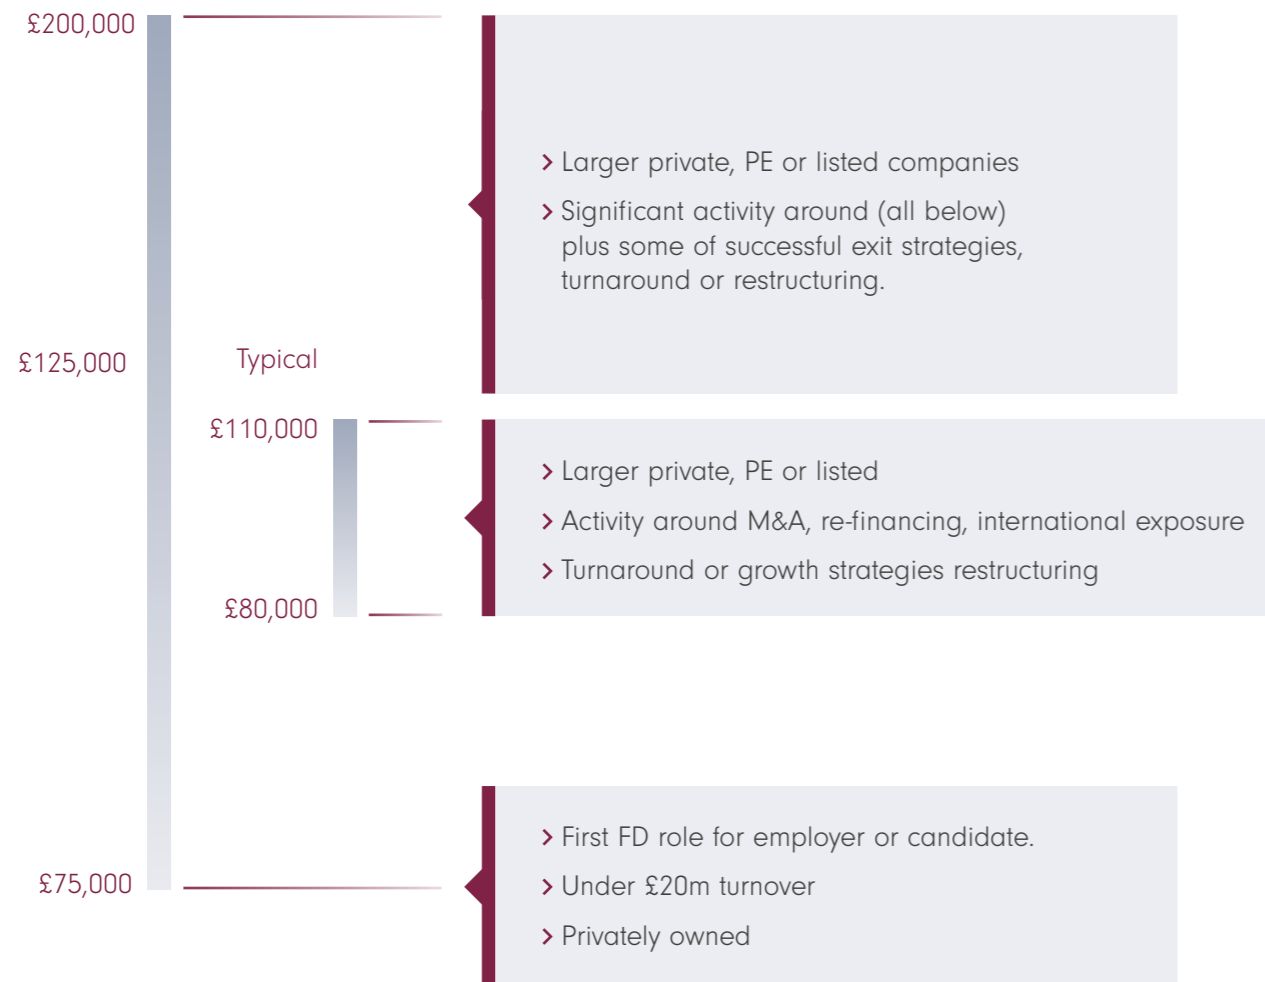 £200,000
> Larger private, PE or listed companies
> Significant activity around (all below)
plus some of successful exit strategies,
turnaround or restructuring.
£125,000
Typical
£110,000
£80,000
> Larger private, PE or listed
> Activity around M&A, re-financing, international exposure
> Turnaround or growth strategies restructuring
£75,000
> First FD role for employer or candidate.
> Under £20m turnover
> Privately owned